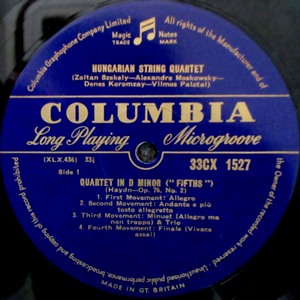 Columbia Graphophone Company Limited
All rights of the Manufacturer and of
the Owner of the recorded work reserved
Unauthorised public performance, broadcasting and copying of this record prohibited
Magic Notes
TRADE MARK
HUNGARIAN STRING QUARTET
(Zoltan Szekely—Alexandre Moskowsky—
Denes Koromzay—Vilmos Palotai)
COLUMBIA
Long Playing Microgroove
(XLX.436) 33⅓
33CX 1527
Side 1
QUARTET IN D MINOR ("FIFTHS")
(Haydn—Op. 76, No. 2)
1. First Movement: Allegro
2. Second Movement: Andante e più
tosto allegretto
3. Third Movement: Minuet (Allegro ma
non troppo) & Trio
4. Fourth Movement: Finale (Vivace
assai)
MADE IN GT. BRITAIN